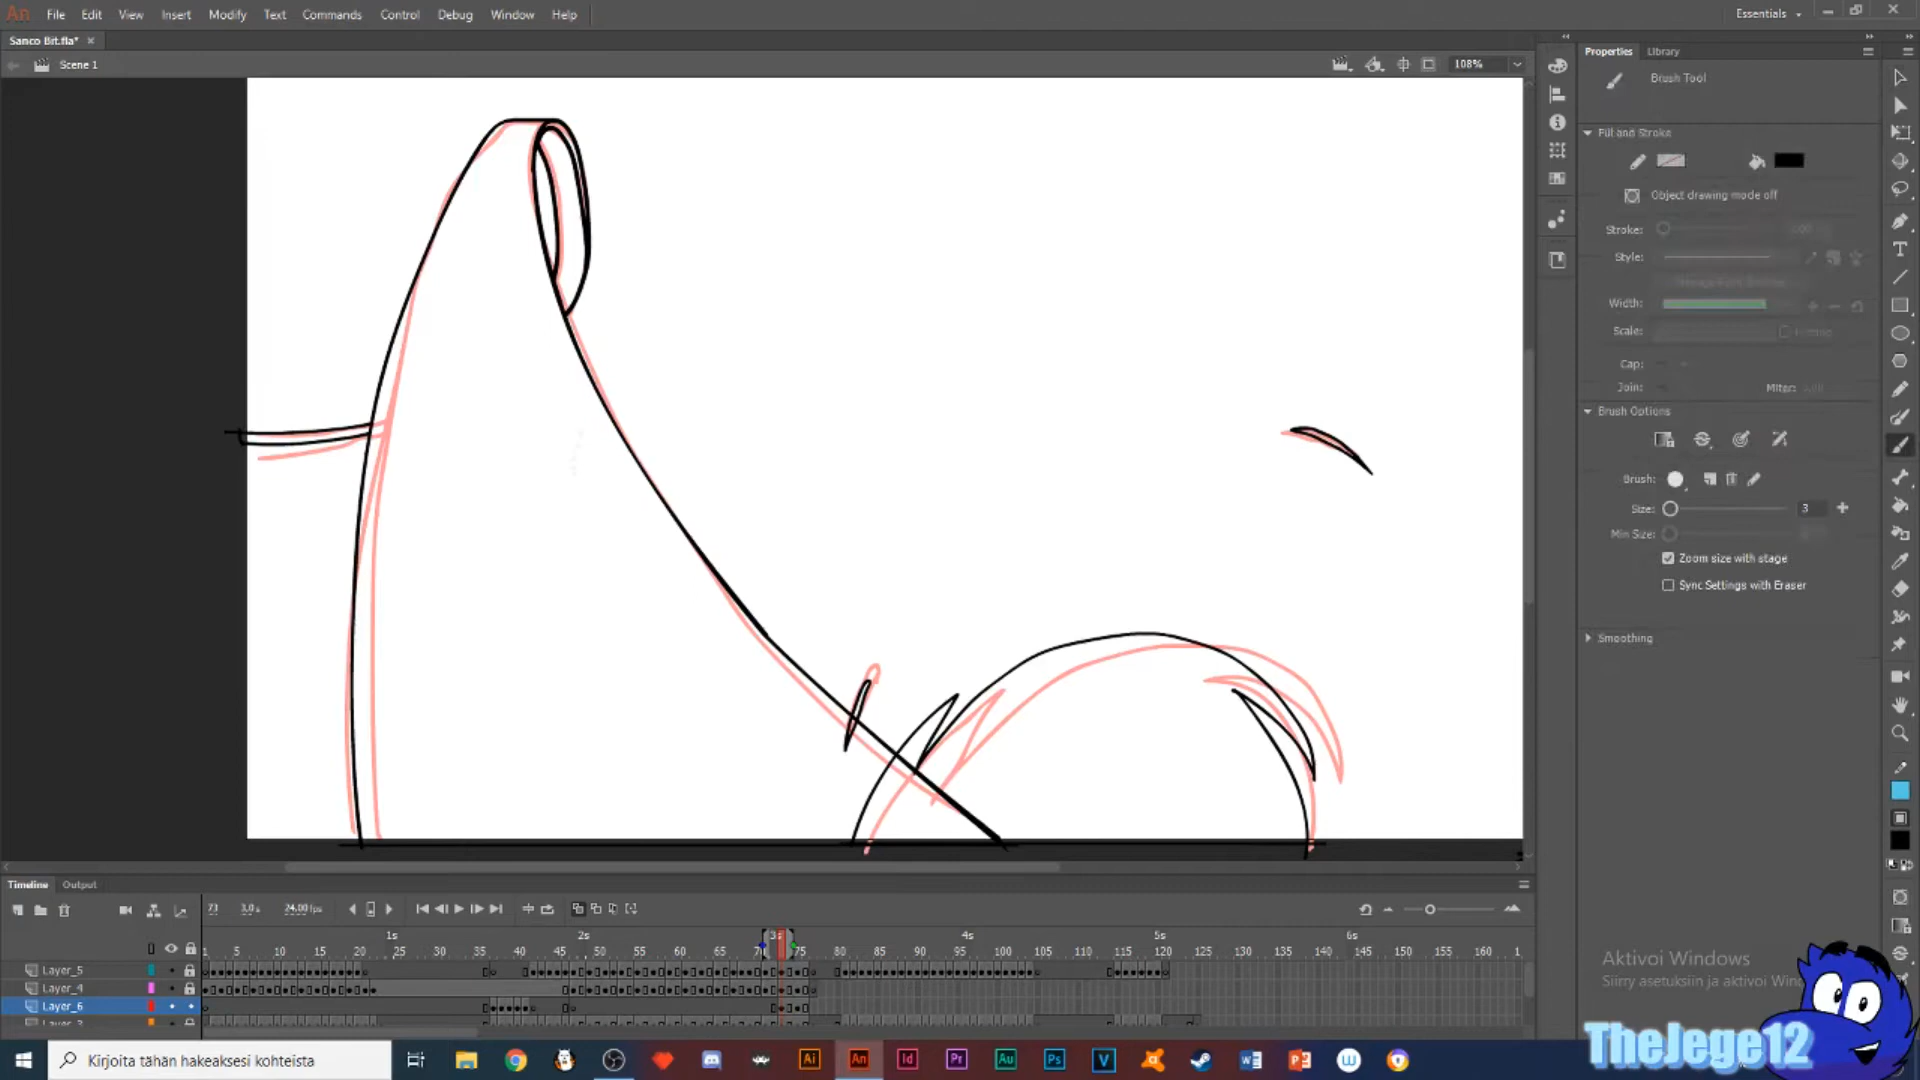 An File Edit View Insert Modify Text Commands Control Debug Window Help Essentials
Sanco Bit.fla* ×
Scene 1 108%
Properties Library
Brush Tool
Fill and Stroke
Object drawing mode off
Stroke:
Style:
Width:
Scale:
Cap:
Join: Miter:
Brush Options
Brush:
Size: 3
Min Size:
Zoom size with stage
Sync Settings with Eraser
Smoothing
Timeline Output
73 3.0 s 24.00 fps
1s 2s 3s 4s 5s 6s
1 5 10 15 20 25 30 35 40 45 50 55 60 65 70 75 80 85 90 95 100 105 110 115 120 125 130 135 140 145 150 155 160 1
Layer_5
Layer_4
Layer_6
Aktivoi Windows
Siirry asetuksiin ja aktivoi Win
TheJege12
Kirjoita tähän hakeaksesi kohteista
Ai An Id Pr Au Ps V